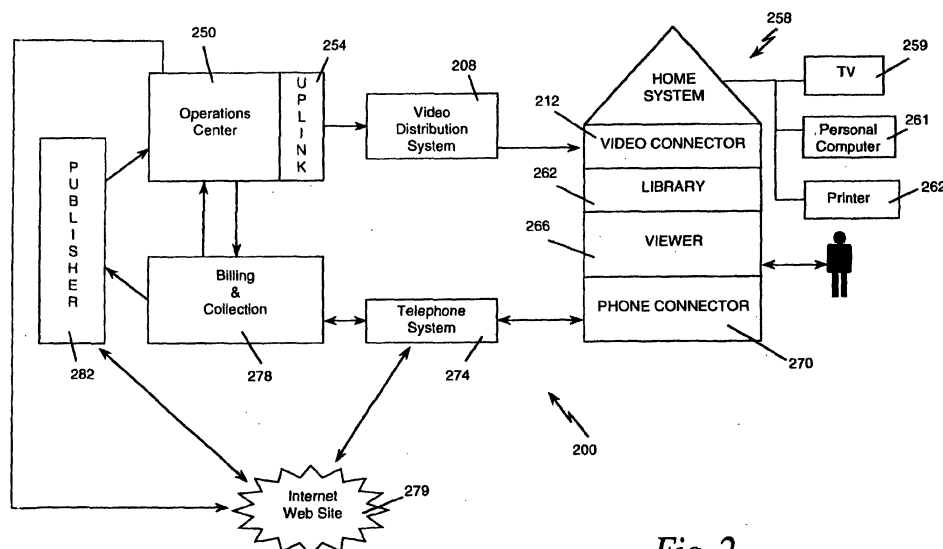 250
254
258
TV
259
208
HOME
SYSTEM
U
P
L
I
N
K
Operations
Center
Video
Distribution
System
212
Personal
Computer
261
VIDEO CONNECTOR
P
U
B
L
I
S
H
E
R
262
LIBRARY
Printer
262
266
VIEWER
Billing
&
Collection
Telephone
System
PHONE CONNECTOR
282
278
274
270
200
Internet
Web Site
279
Fig. 2